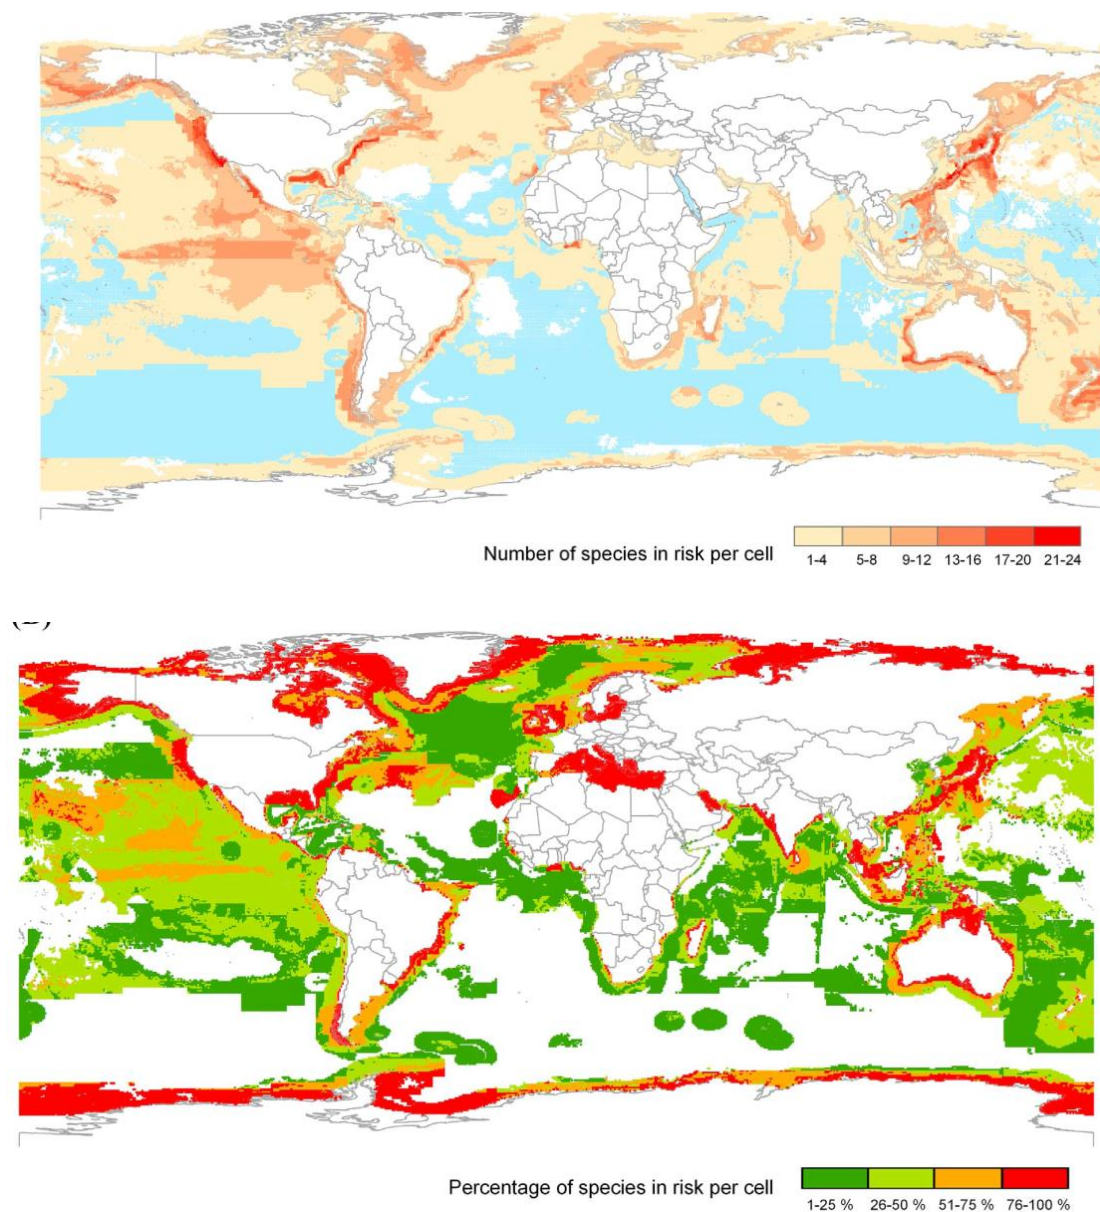 Number of species in risk per cell
1-4 5-8 9-12 13-16 17-20 21-24
Percentage of species in risk per cell
1-25 % 26-50 % 51-75 % 76-100 %